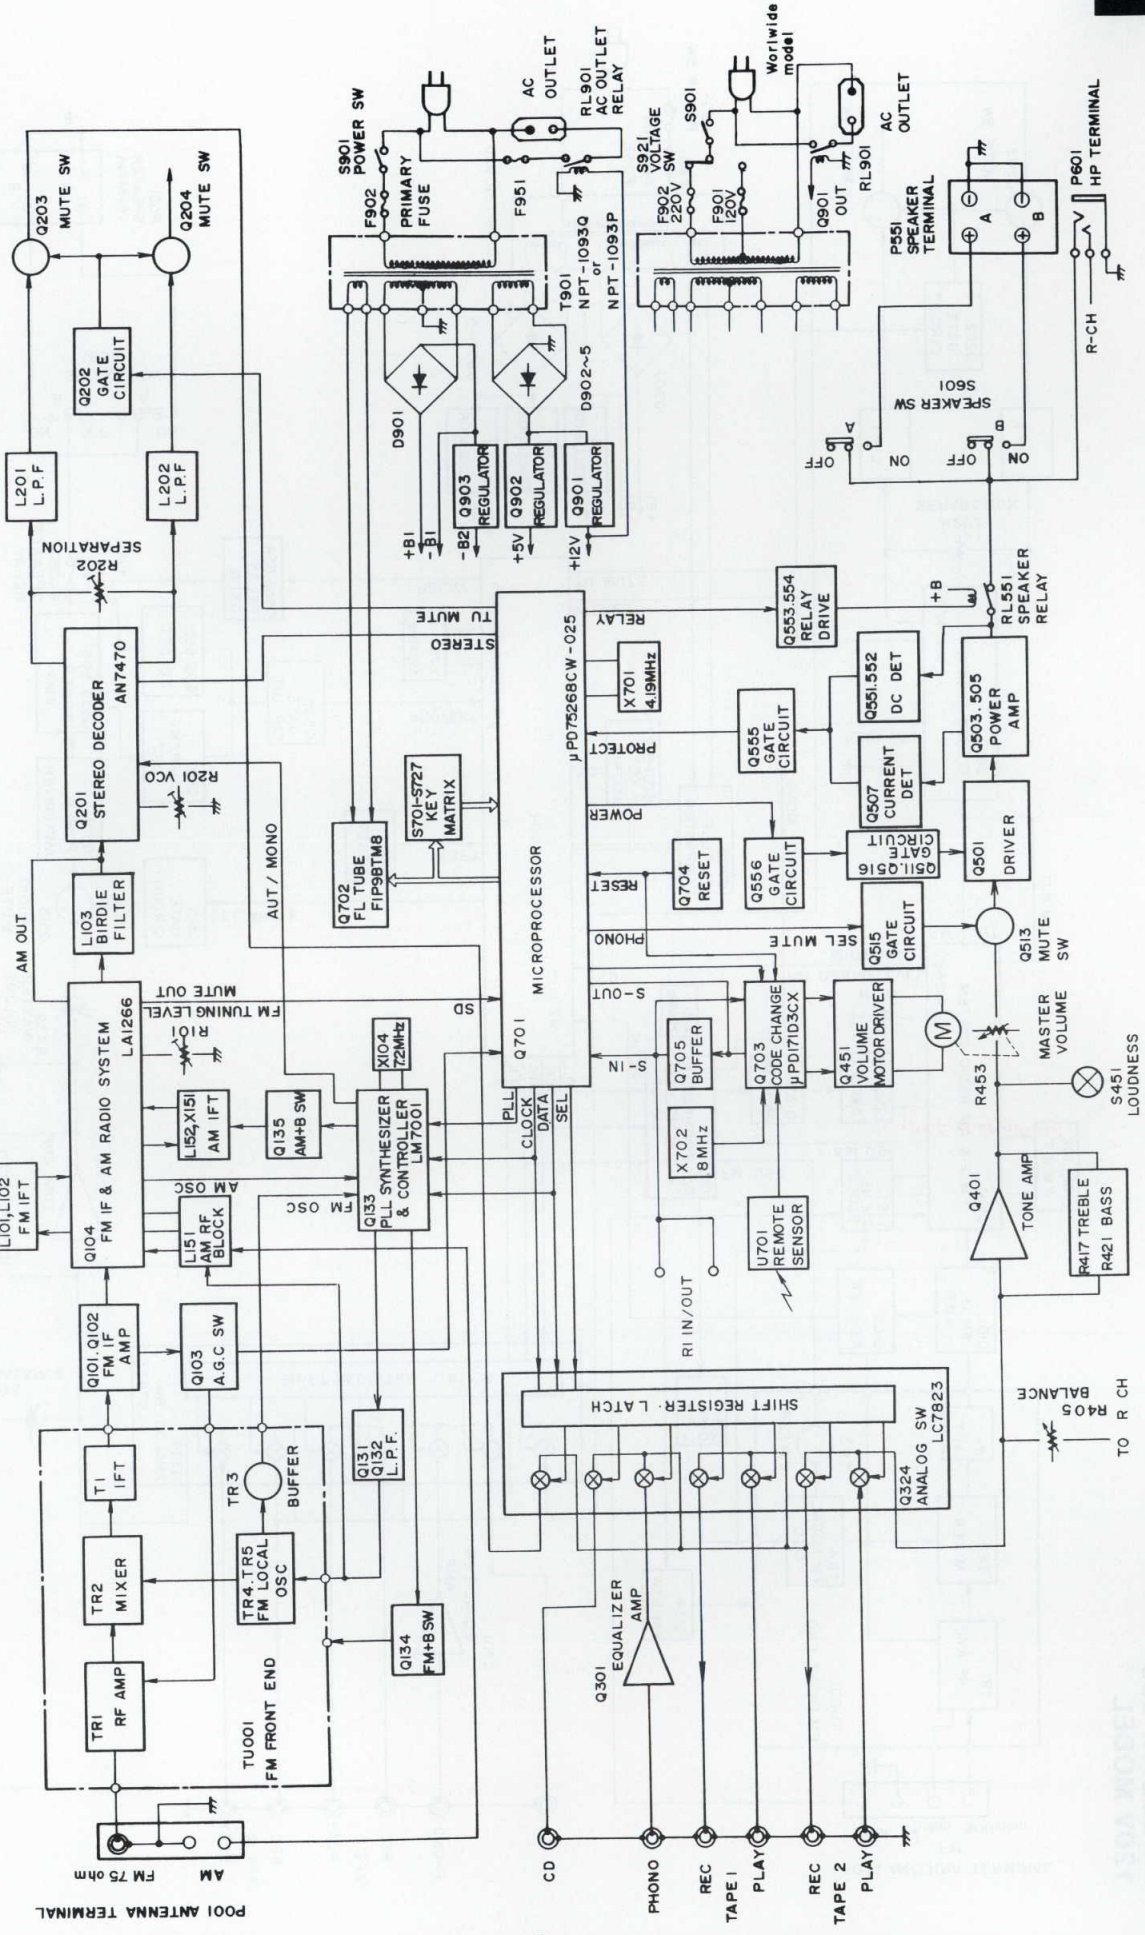 P001 ANTENNA TERMINAL
FM 75 ohm
AM
TR1
RF AMP
TR2
MIXER
T1
IFT
TR3
BUFFER
TR4.TR5
FM LOCAL
OSC
TU001
FM FRONT END
Q101.Q102
FM IF
AMP
Q103
A.G.C SW
L101,L102
FM IFT
Q104
FM IF & AM RADIO SYSTEM
LA1266
L151
AM RF
BLOCK
AM OSC
FM OSC
L152,X151
AM IFT
R101
FM TUNING LEVEL
MUTE OUT
Q135
AM+B SW
X104
7.2MHz
Q133
PLL SYNTHESIZER
& CONTROLLER
LM7001
Q131
Q132
L.P.F.
Q134
FM+B SW
AM OUT
L103
BIRDIE
FILTER
AUT / MONO
Q201
STEREO DECODER
AN7470
R201 VCO
R202
SEPARATION
L201
L.P.F
L202
L.P.F
Q202
GATE
CIRCUIT
Q203
MUTE SW
Q204
MUTE SW
Q702
FL TUBE
FIP9BTM8
S701-S727
KEY
MATRIX
SD
STEREO
TU MUTE
Q701
MICROPROCESSOR
µPD75268CW-025
PLL
CLOCK
DATA
SEL
S-IN
S-OUT
PHONO
RESET
POWER
PROTECT
RELAY
SEL MUTE
X701
4.19MHz
+B1
-B1
-B2
+5V
+12V
Q903
REGULATOR
Q902
REGULATOR
Q901
REGULATOR
D901
D902~5
T901
NPT-1093Q
or
NPT-1093P
S901
POWER SW
F902
PRIMARY
FUSE
F951
AC
OUTLET
RL901
AC OUTLET
RELAY
S921
VOLTAGE
SW
F902
220V
F901
120V
S901
Worlwide
model
Q901
OUT
RL901
AC
OUTLET
P551
SPEAKER
TERMINAL
A
B
P601
HP TERMINAL
R-CH
SPEAKER SW
S601
A
OFF
ON
B
OFF
ON
Q553.554
RELAY
DRIVE
+B
RL551
SPEAKER
RELAY
Q551.552
DC DET
Q503.505
POWER
AMP
Q555
GATE
CIRCUIT
Q507
CURRENT
DET
Q556
GATE
CIRCUIT
Q511.Q516
GATE
CIRCUIT
Q501
DRIVER
Q704
RESET
Q515
GATE
CIRCUIT
Q513
MUTE
SW
Q705
BUFFER
Q703
CODE CHANGE
µPD171D3CX
Q451
VOLUME
MOTOR DRIVER
M
R453
MASTER
VOLUME
S451
LOUDNESS
X702
8MHz
U701
REMOTE
SENSOR
RI IN/OUT
Q401
TONE AMP
R417 TREBLE
R421 BASS
SHIFT REGISTER·LATCH
Q324
ANALOG SW
LC7823
R405
BALANCE
TO R CH
Q301
EQUALIZER
AMP
CD
PHONO
REC
TAPE 1
PLAY
REC
TAPE 2
PLAY
120V MODEL